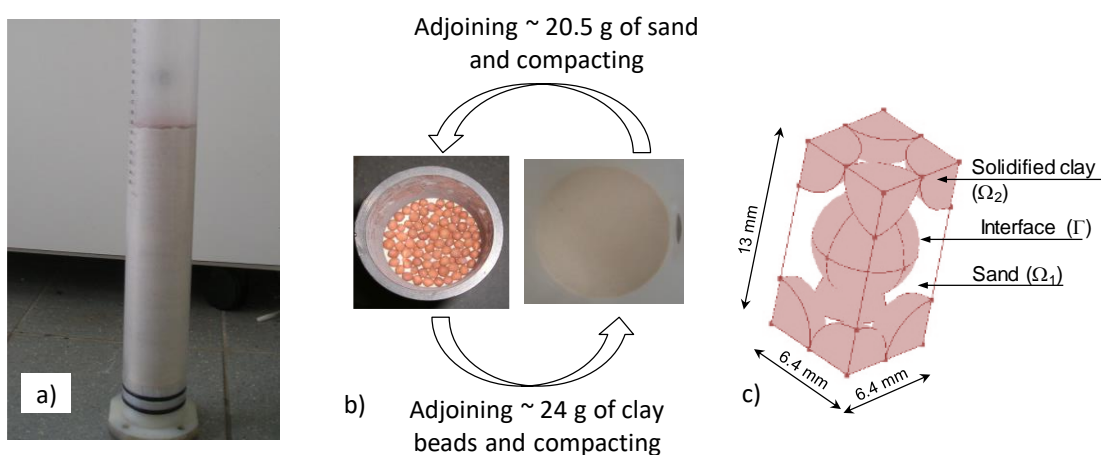 Adjoining ~ 20.5 g of sand
and compacting
a)
b)
Adjoining ~ 24 g of clay
beads and compacting
c)
13 mm
6.4 mm
6.4 mm
Solidified clay
(Ω2)
Interface (Γ)
Sand (Ω1)